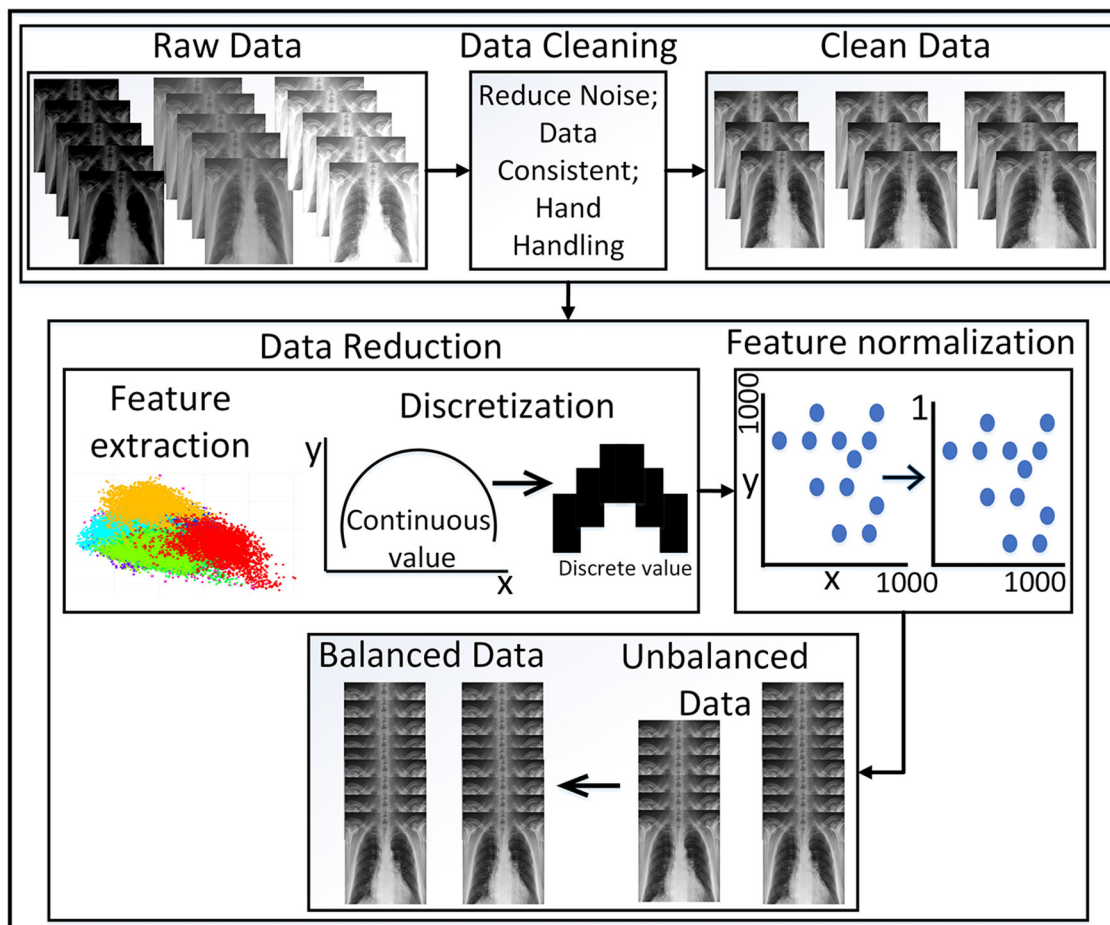 Raw Data
Data Cleaning
Clean Data
Reduce Noise;
Data
Consistent;
Hand
Handling
Data Reduction
Feature normalization
Feature
extraction
Discretization
y
Continuous
value
x
Discrete value
1000
y
x
1000
1
1000
Balanced Data
Unbalanced
Data